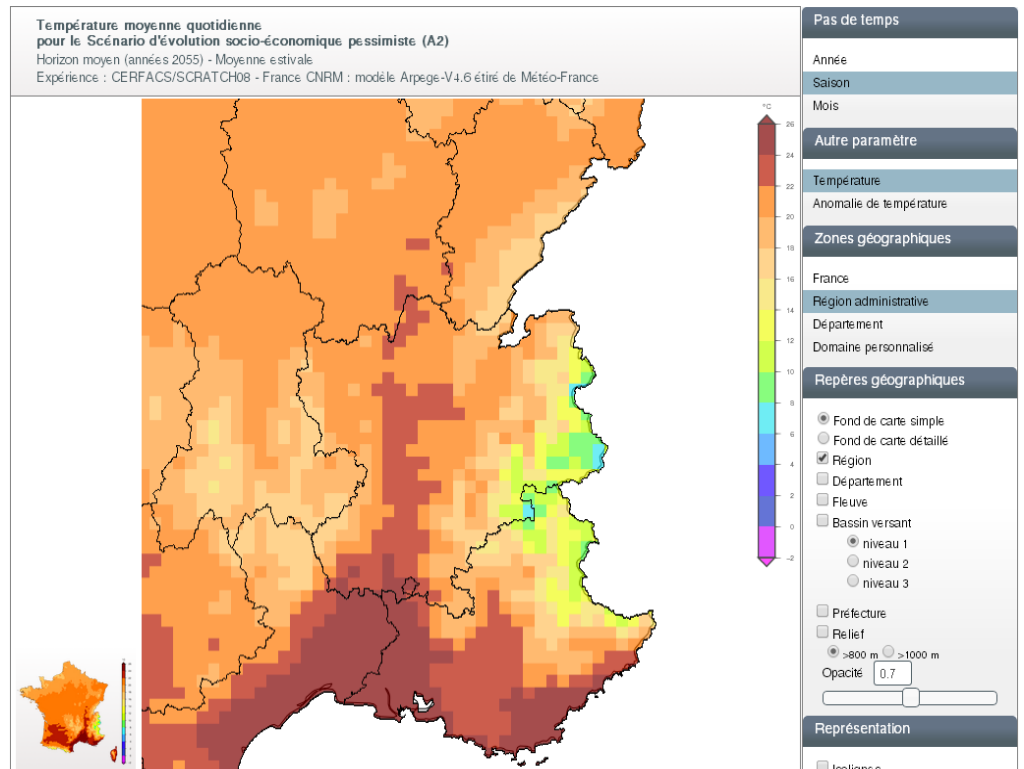 Température moyenne quotidienne
pour le Scénario d'évolution socio-économique pessimiste (A2)
Horizon moyen (années 2055) - Moyenne estivale
Expérience : CERFACS/SCRATCH08 - France CNRM : modèle Arpege-V4.6 étiré de Météo-France
°C
26
24
22
20
18
16
14
12
10
8
6
4
2
0
-2
Pas de temps
Année
Saison
Mois
Autre paramètre
Température
Anomalie de température
Zones géographiques
France
Région administrative
Département
Domaine personnalisé
Repères géographiques
Fond de carte simple
Fond de carte détaillé
Région
Département
Fleuve
Bassin versant
niveau 1
niveau 2
niveau 3
Préfecture
Relief
>800 m >1000 m
Opacité 0.7
Représentation